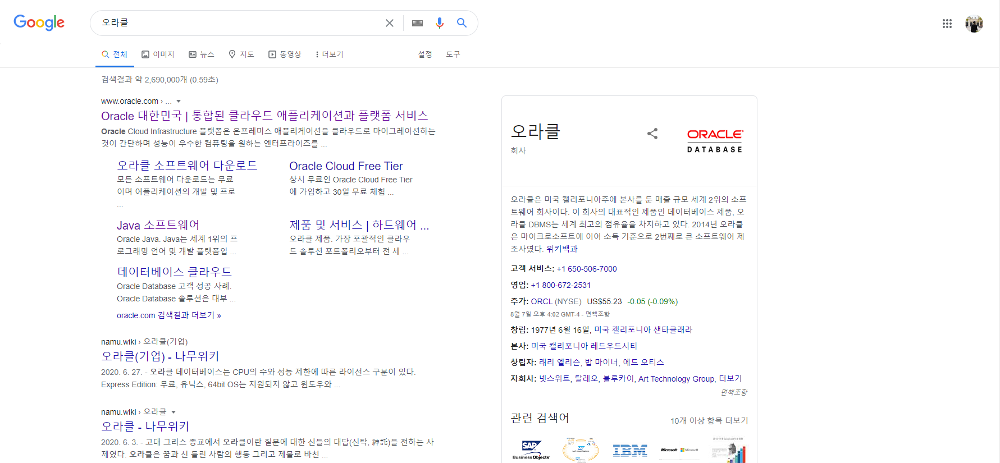 Google
오라클
전체
이미지
뉴스
지도
동영상
더보기
설정
도구
검색결과 약 2,690,000개 (0.59초)
www.oracle.com › ...
Oracle 대한민국 | 통합된 클라우드 애플리케이션과 플랫폼 서비스
Oracle Cloud Infrastructure 플랫폼은 온프레미스 애플리케이션을 클라우드로 마이그레이션하는
것이 간단하며 성능이 우수한 컴퓨팅을 원하는 엔터프라이즈를 ...
오라클 소프트웨어 다운로드
모든 소프트웨어 다운로드는 무료
이며 어플리케이션의 개발 및 프로
...
Oracle Cloud Free Tier
상시 무료인 Oracle Cloud Free Tier
에 가입하고 30일 무료 체험 ...
Java 소프트웨어
Oracle Java. Java는 세계 1위의 프
로그래밍 언어 및 개발 플랫폼입 ...
제품 및 서비스 | 하드웨어 ...
오라클 제품. 가장 포괄적인 클라우
드 솔루션 포트폴리오부터 전 세 ...
데이터베이스 클라우드
Oracle Database 고객 성공 사례.
Oracle Database 솔루션은 대부 ...
oracle.com 검색결과 더보기 »
namu.wiki › 오라클(기업)
오라클(기업) - 나무위키
2020. 6. 27. - 오라클 데이터베이스는 CPU의 수와 성능 제한에 따른 라이선스 구분이 있다.
Express Edition: 무료, 유닉스, 64bit OS는 지원되지 않고 윈도우와 ...
namu.wiki › 오라클
오라클 - 나무위키
2020. 6. 3. - 고대 그리스 종교에서 오라클이란 질문에 대한 신들의 대답(신탁, 神託)을 전하는 사
제였다. 오라클은 꿈과 신 들린 사람의 행동 그리고 제물로 바친 ...
오라클
회사
ORACLE
DATABASE
오라클은 미국 캘리포니아주에 본사를 둔 매출 규모 세계 2위의 소프
트웨어 회사이다. 이 회사의 대표적인 제품인 데이터베이스 제품, 오
라클 DBMS는 세계 최고의 점유율을 차지하고 있다. 2014년 오라클
은 마이크로소프트에 이어 소득 기준으로 2번째로 큰 소프트웨어 제
조사였다. 위키백과
고객 서비스: +1 650-506-7000
영업: +1 800-672-2531
주가: ORCL (NYSE) US$55.23 -0.05 (-0.09%)
8월 7일 오후 4:02 GMT-4 - 면책조항
창립: 1977년 6월 16일, 미국 캘리포니아 샌타클래라
본사: 미국 캘리포니아 레드우드시티
창립자: 래리 엘리슨, 밥 마이너, 에드 오티스
자회사: 넷스위트, 탈레오, 블루카이, Art Technology Group, 더보기
면책조항
관련 검색어
10개 이상 항목 더보기
SAP
Business Objects
IBM
Microsoft
Microsoft